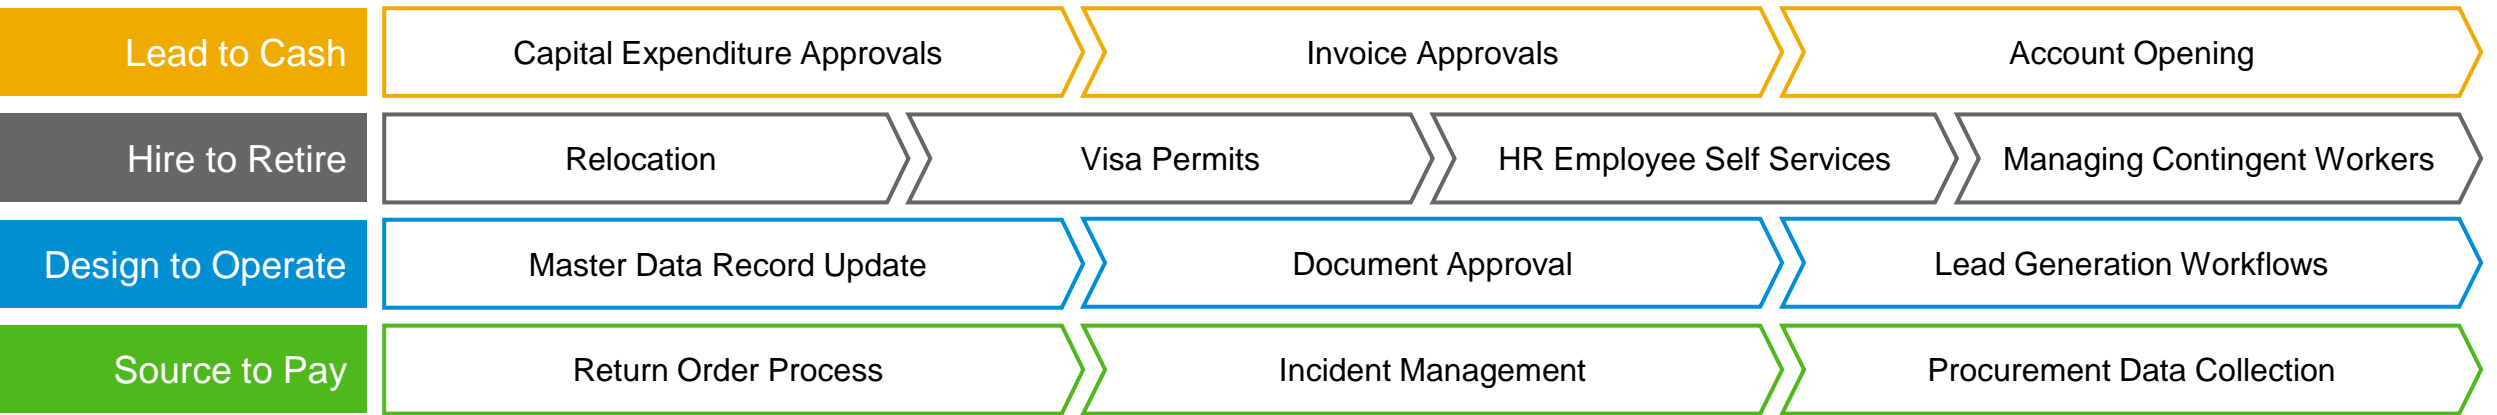 Lead to Cash
Capital Expenditure Approvals
Invoice Approvals
Account Opening
Hire to Retire
Relocation
Visa Permits
HR Employee Self Services
Managing Contingent Workers
Design to Operate
Master Data Record Update
Document Approval
Lead Generation Workflows
Source to Pay
Return Order Process
Incident Management
Procurement Data Collection